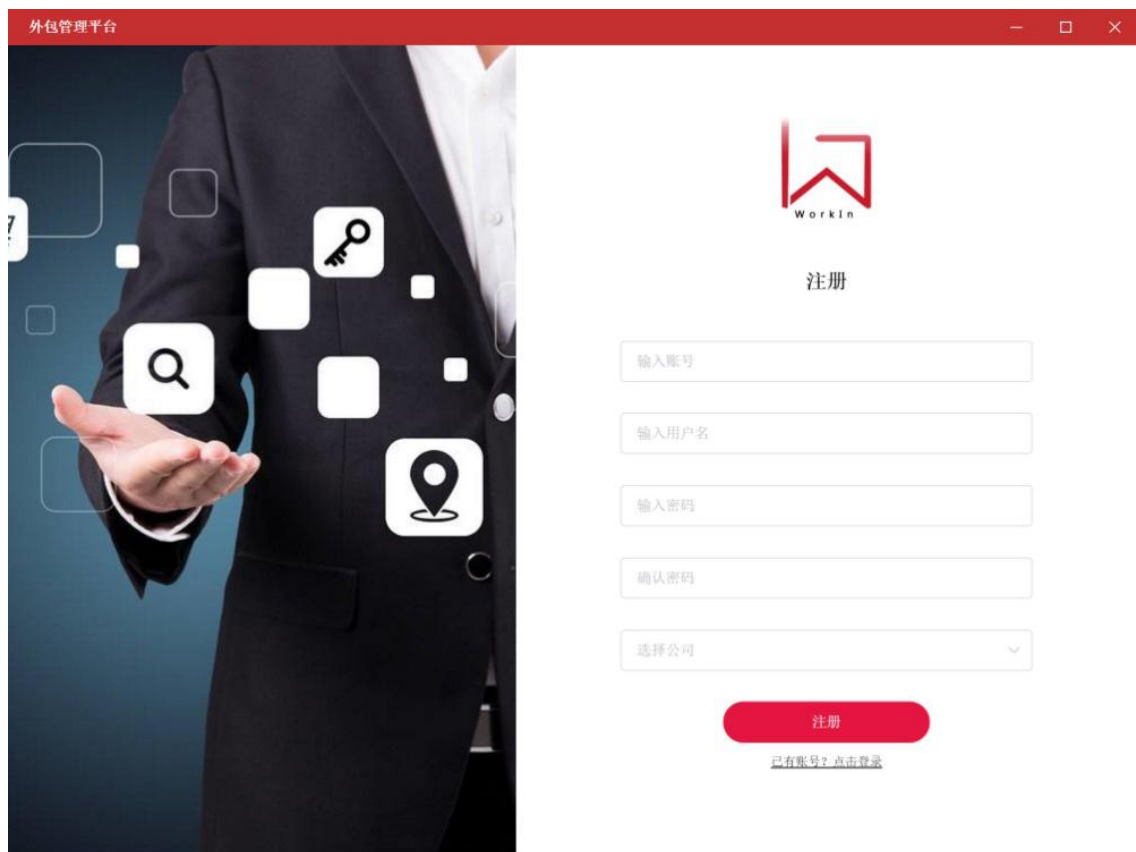 外包管理平台
WorkIn
注册
输入账号
输入用户名
输入密码
确认密码
选择公司
注册
已有账号？点击登录